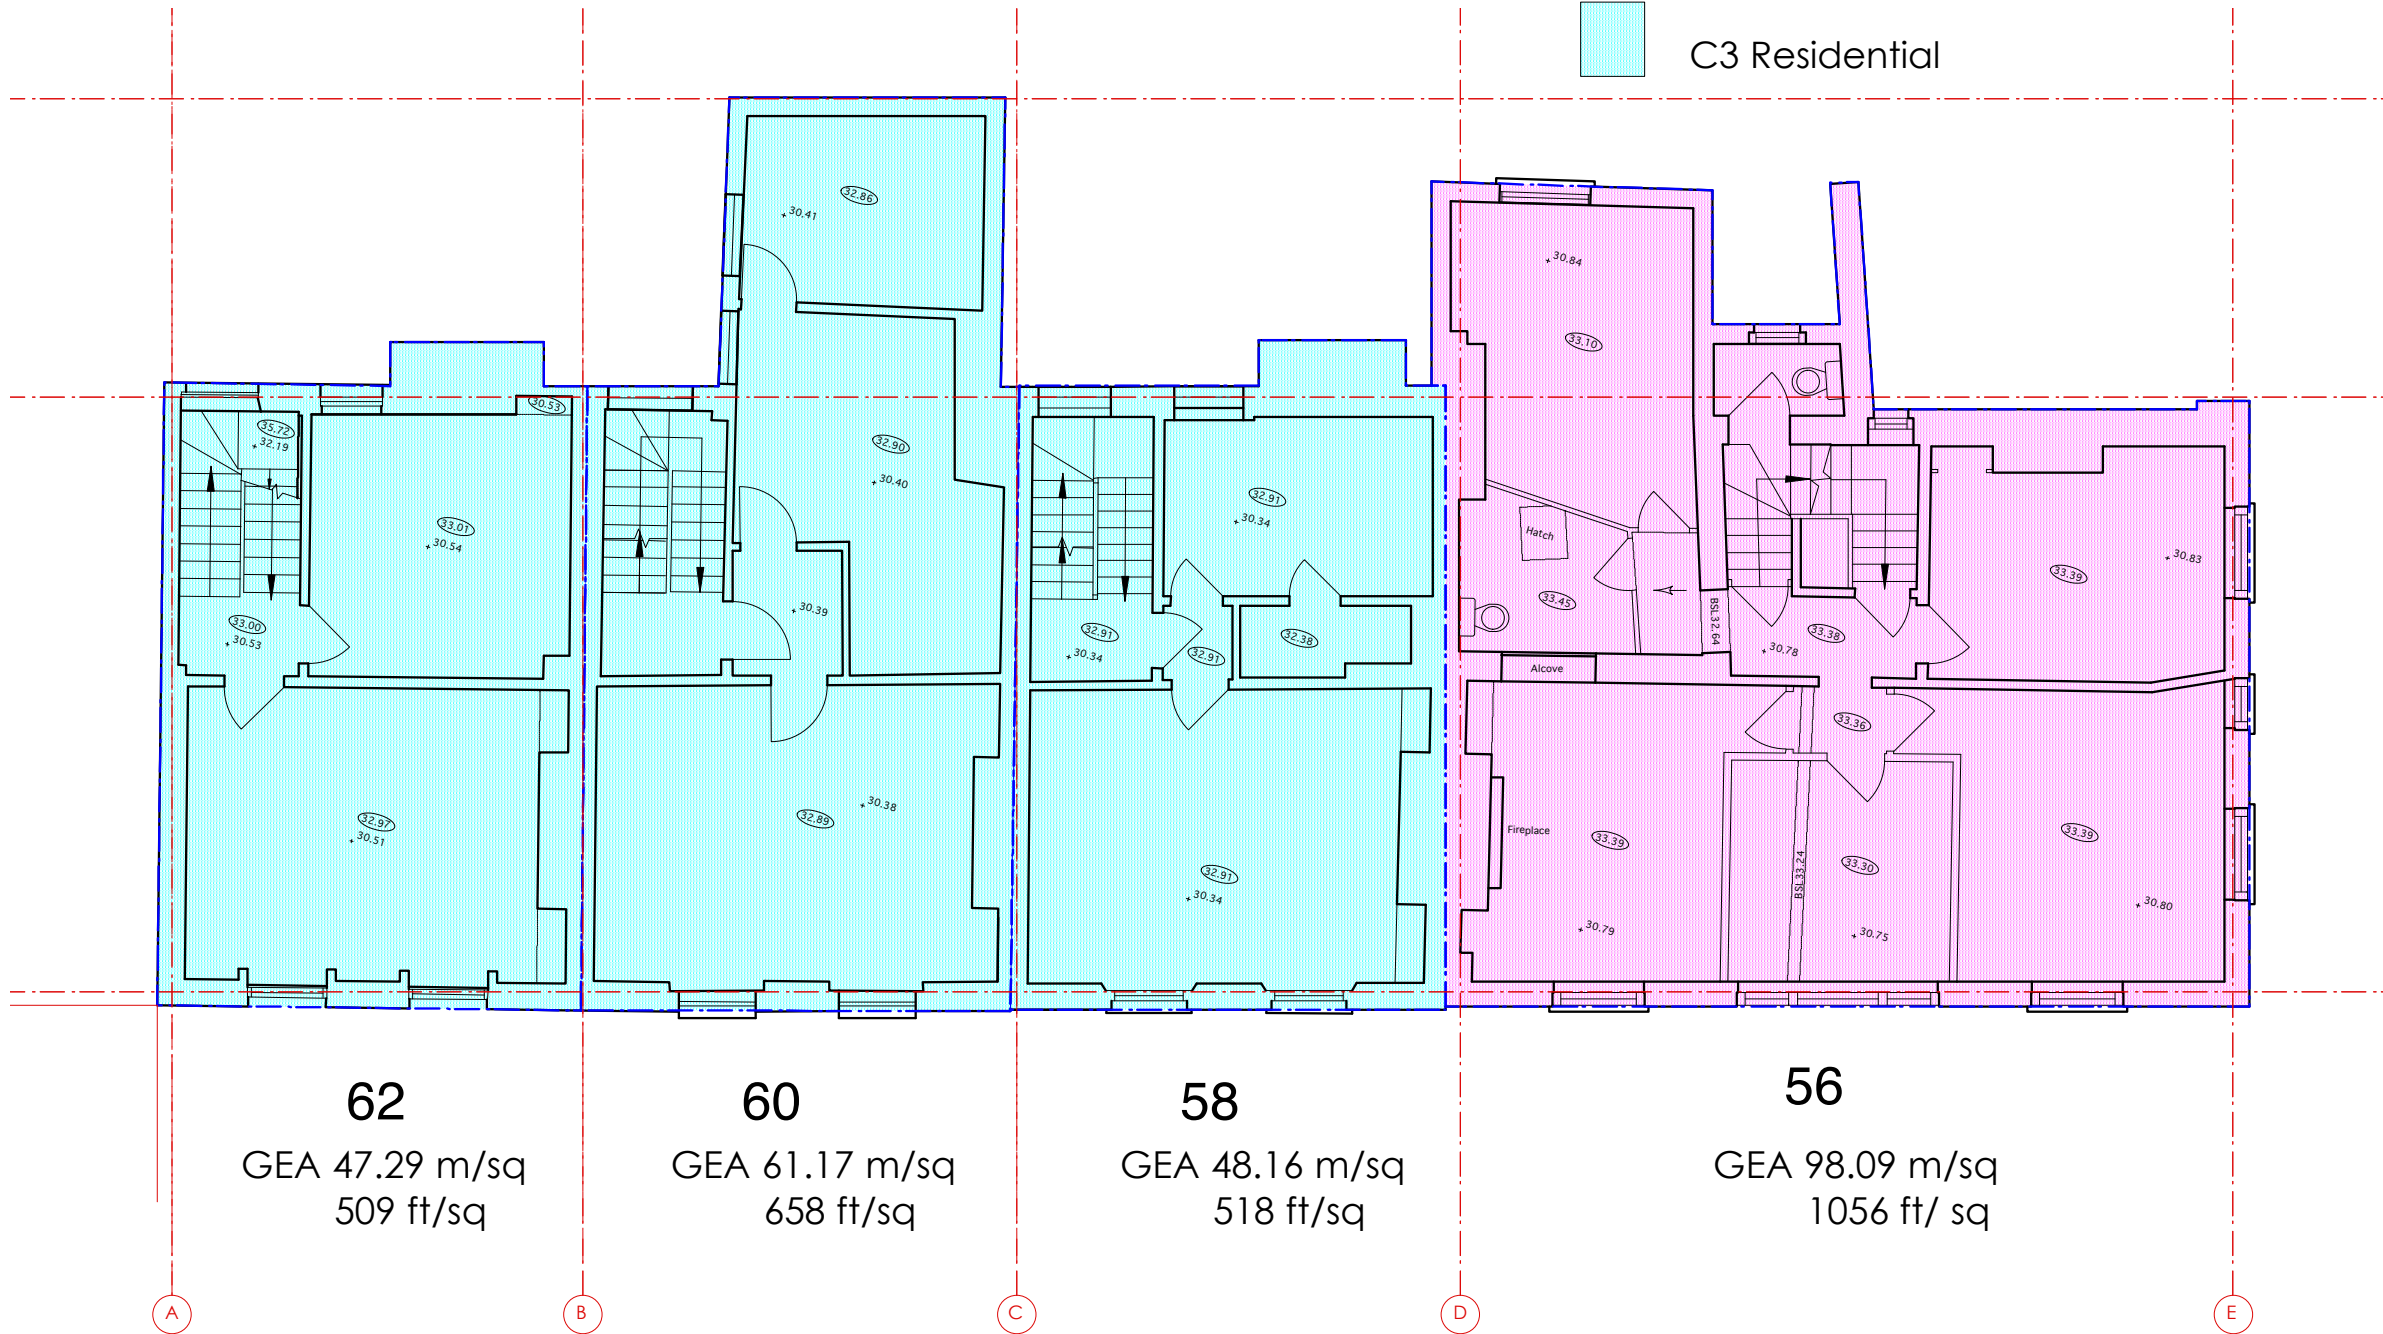 C3 Residential
32.86
30.41
30.84
33.10
30.53
35.72
32.19
32.90
30.40
33.01
30.54
32.91
30.34
Hatch
30.83
33.39
33.45
30.39
BSL32.64
33.00
30.53
32.91
30.34
32.38
32.91
33.38
30.78
Alcove
33.36
32.97
30.51
30.38
32.89
Fireplace
33.39
33.39
BSL33.24
33.30
32.91
30.34
30.79
30.75
30.80
62
60
58
56
GEA 47.29 m/sq
509 ft/sq
GEA 61.17 m/sq
658 ft/sq
GEA 48.16 m/sq
518 ft/sq
GEA 98.09 m/sq
1056 ft/ sq
A
B
C
D
E